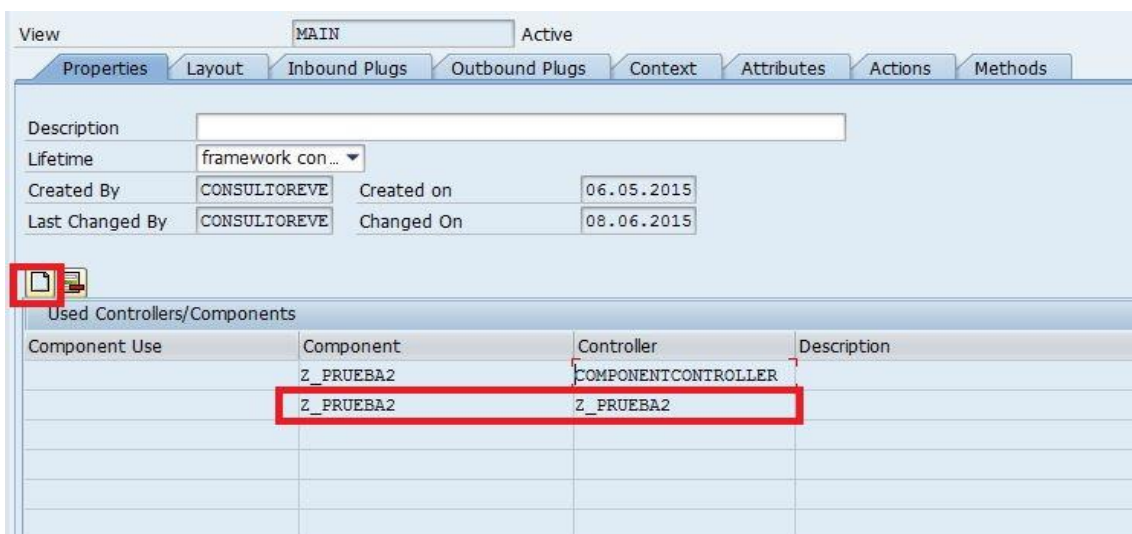 View MAIN Active
Properties Layout Inbound Plugs Outbound Plugs Context Attributes Actions Methods
Description
Lifetime framework con...
Created By CONSULTOREVE Created on 06.05.2015
Last Changed By CONSULTOREVE Changed On 08.06.2015
Used Controllers/Components
Component Use Component Controller Description
Z_PRUEBA2 COMPONENTCONTROLLER
Z_PRUEBA2 Z_PRUEBA2